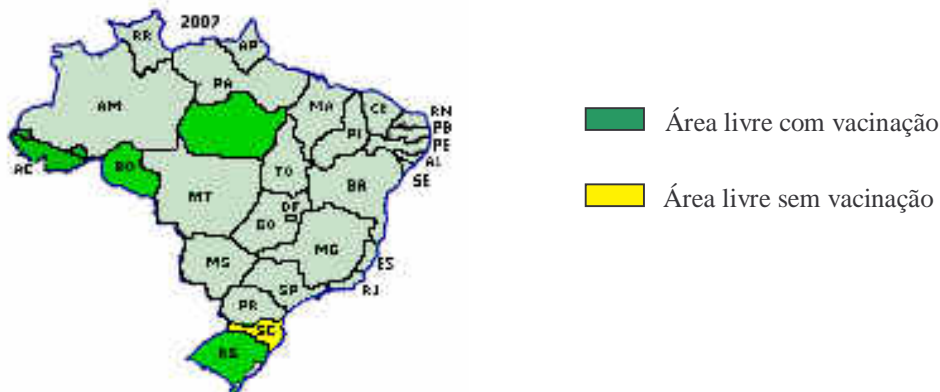 2007
RR
AP
PA
AM
MA
CE
RN
PB
PE
PI
AL
SE
AC
RO
TO
BA
MT
DF
GO
MG
MS
ES
SP
RJ
PR
SC
RS
Área livre com vacinação
Área livre sem vacinação